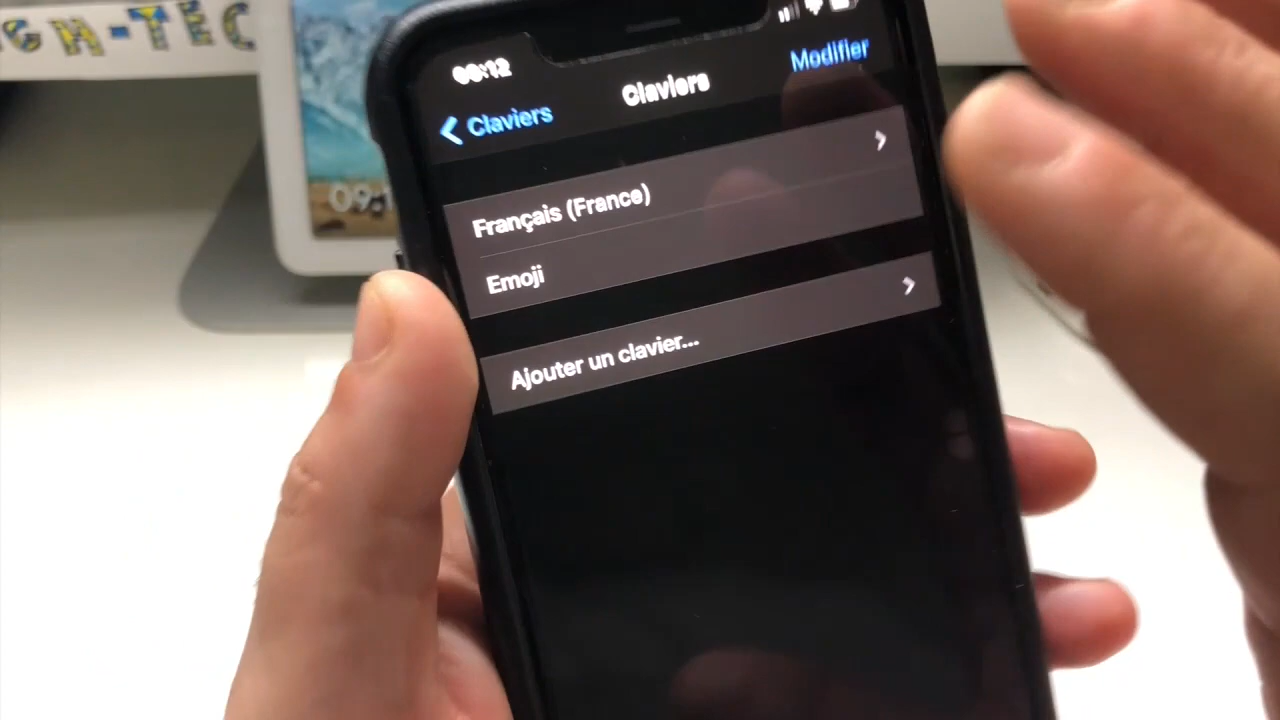 Claviers
Claviers
Modifier
Français (France)
Emoji
Ajouter un clavier...